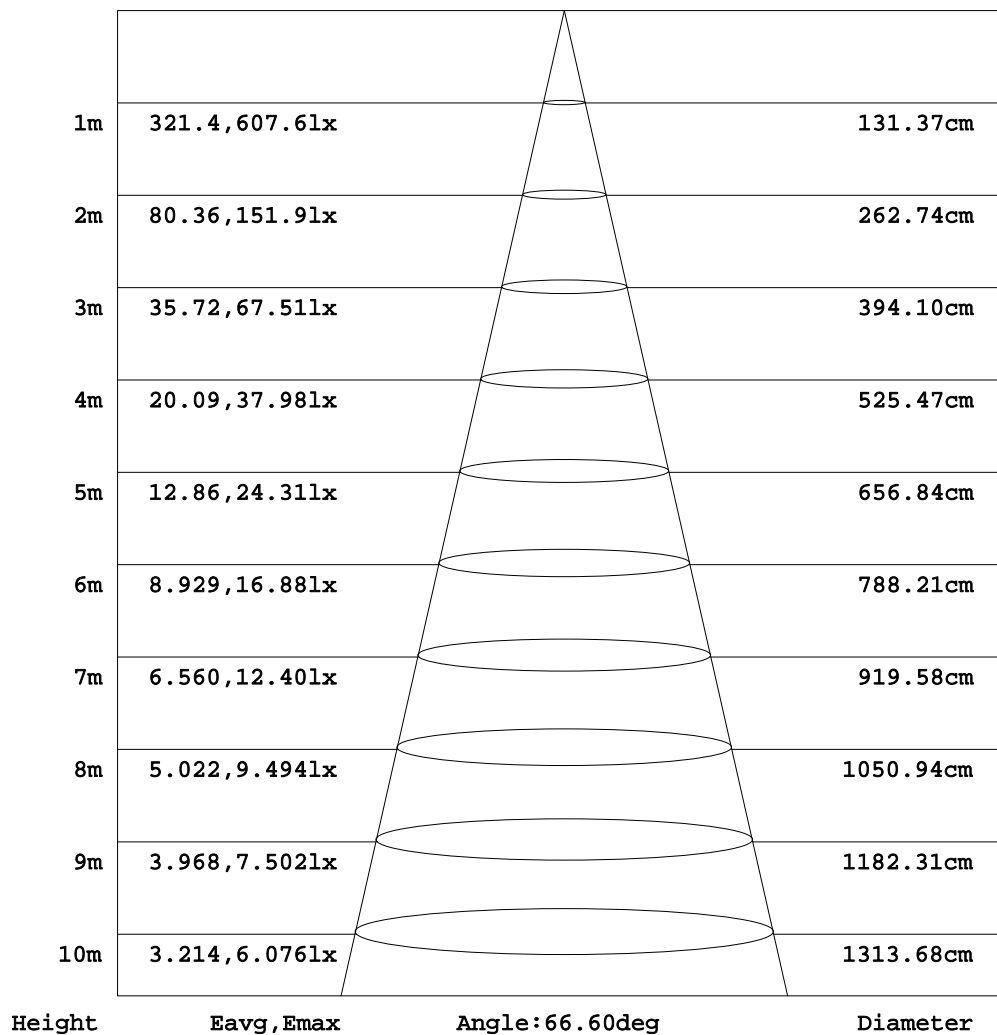 1m 321.4,607.6lx 131.37cm
2m 80.36,151.9lx 262.74cm
3m 35.72,67.51lx 394.10cm
4m 20.09,37.98lx 525.47cm
5m 12.86,24.31lx 656.84cm
6m 8.929,16.88lx 788.21cm
7m 6.560,12.40lx 919.58cm
8m 5.022,9.494lx 1050.94cm
9m 3.968,7.502lx 1182.31cm
10m 3.214,6.076lx 1313.68cm
Height Eavg,Emax Angle:66.60deg Diameter